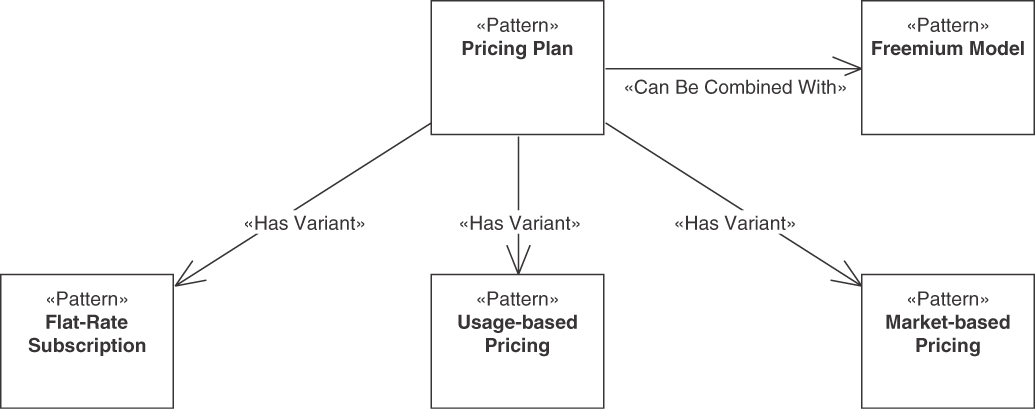 «Pattern»
Pricing Plan
«Pattern»
Freemium Model
«Can Be Combined With»
«Has Variant»
«Has Variant»
«Has Variant»
«Pattern»
Flat-Rate
Subscription
«Pattern»
Usage-based
Pricing
«Pattern»
Market-based
Pricing